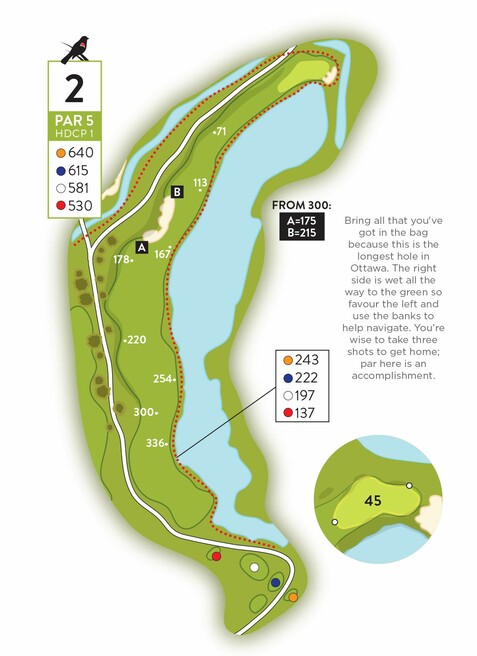 2
PAR 5
HDCP 1
640
615
581
530
71
113
B
A
178
167
220
254
300
336
FROM 300:
A=175
B=215
Bring all that you've
got in the bag
because this is the
longest hole in
Ottawa. The right
side is wet all the
way to the green so
favour the left and
use the banks to
help navigate. You're
wise to take three
shots to get home;
par here is an
accomplishment.
243
222
197
137
45